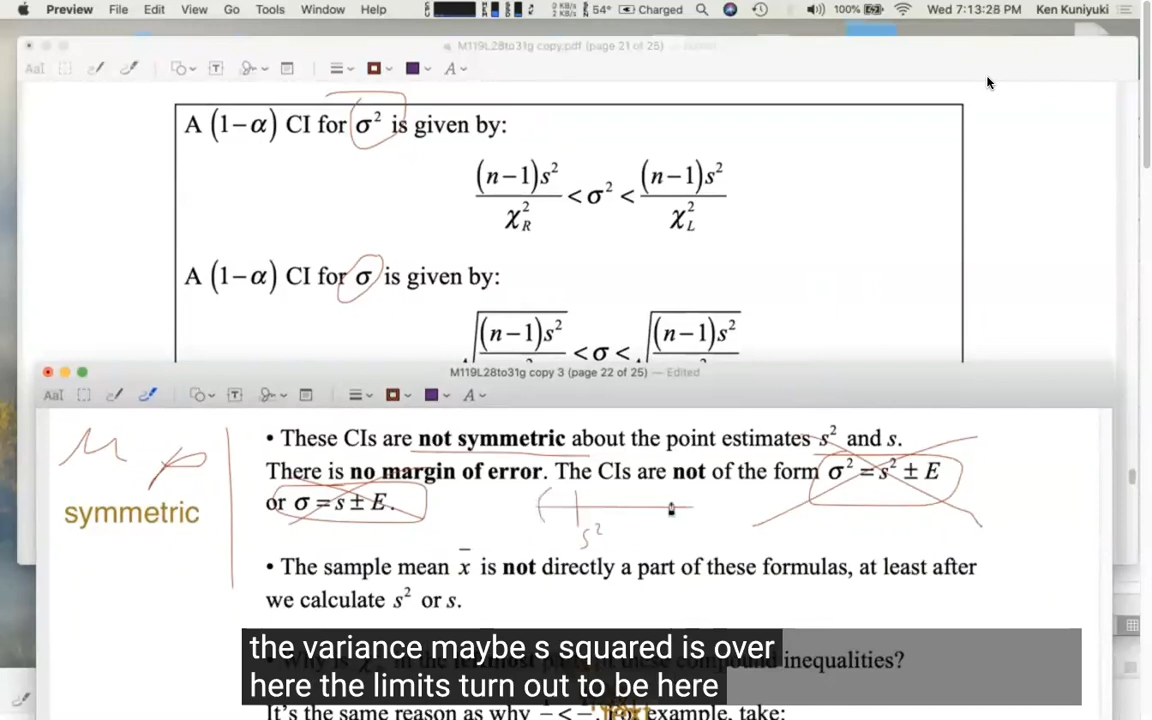 Preview File Edit View Go Tools Window Help 54° Charged 100% Wed 7:13:28 PM Ken Kuniyuki
M119L28to31g copy.pdf (page 21 of 25)
AaI
A (1−α) CI for σ² is given by:
(n−1)s²/χ²_R < σ² < (n−1)s²/χ²_L
A (1−α) CI for σ is given by:
√(n−1)s² < σ < √(n−1)s²
M119L28to31g copy 3 (page 22 of 25) — Edited
AaI
μ p
symmetric
• These CIs are not symmetric about the point estimates s² and s.
There is no margin of error. The CIs are not of the form σ² = s² ± E
or σ = s ± E.
s²
• The sample mean x̄ is not directly a part of these formulas, at least after
we calculate s² or s.
the variance maybe s squared is over
here the limits turn out to be here
inequalities?
It's the same reason as why example, take: